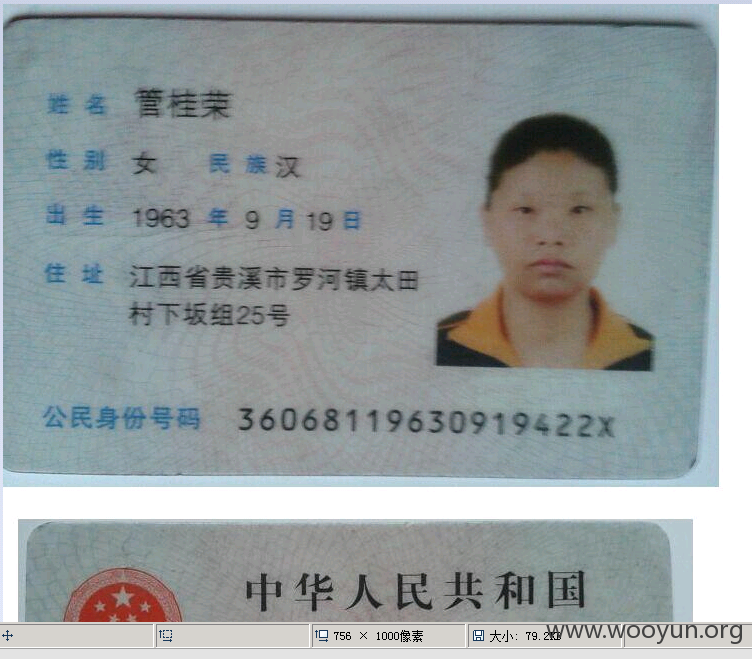 姓名 管桂荣
性别 女 民族 汉
出生 1963 年 9 月 19 日
住址 江西省贵溪市罗河镇太田
村下坂组25号
公民身份号码 36068119630919422X
中华人民共和国
756 × 1000像素 大小: 79.2KB
www.wooyun.org